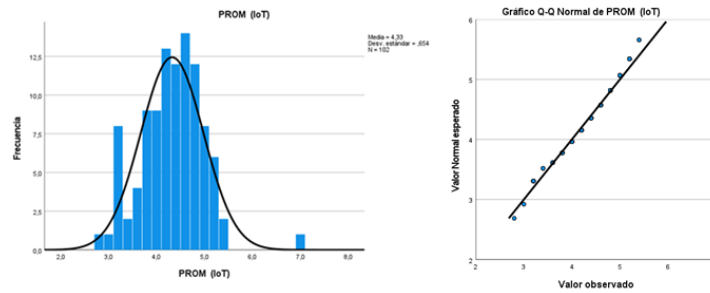 PROM (IoT)
Media = 4,33
Desv. estándar = ,654
N = 102
12,5
10,0
7,5
5,0
2,5
0,0
Frecuencia
2,0 3,0 4,0 5,0 6,0 7,0 8,0
PROM (IoT)
Gráfico Q-Q Normal de PROM (IoT)
6
5
4
3
2
Valor Normal esperado
2 3 4 5 6
Valor observado